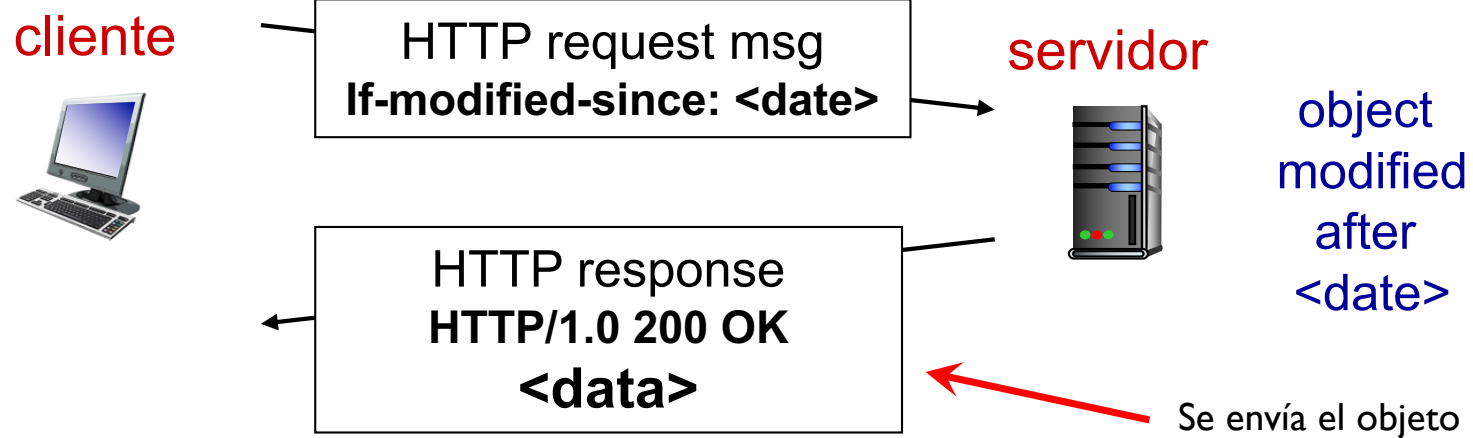 cliente
HTTP request msg
If-modified-since: <date>
servidor
object
modified
after
<date>
HTTP response
HTTP/1.0 200 OK
<data>
Se envía el objeto